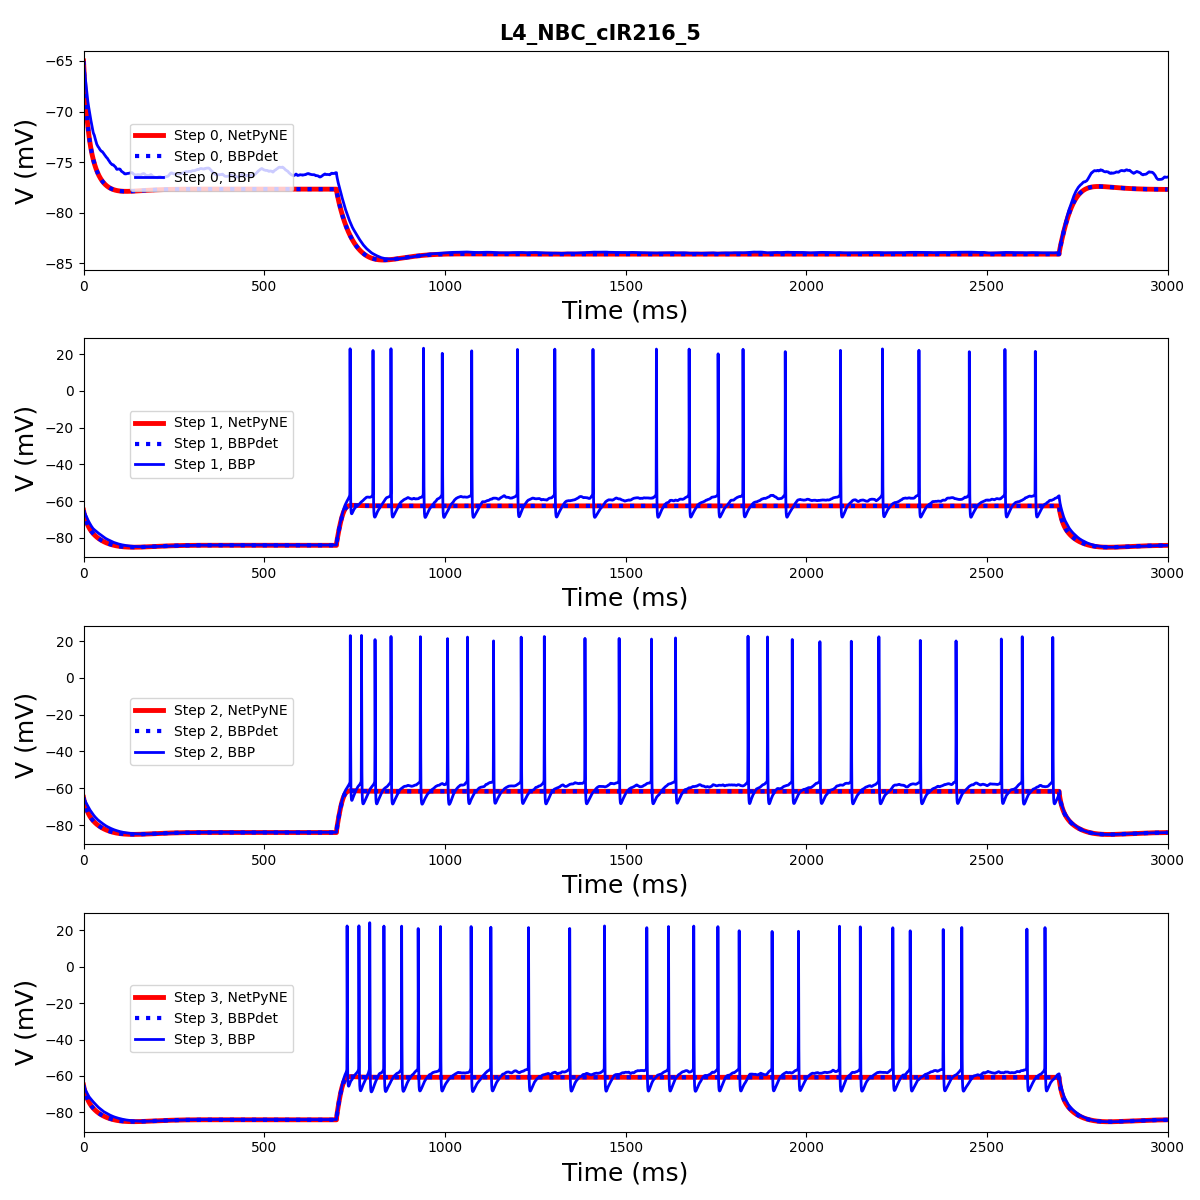 L4_NBC_cIR216_5
−65
−70
−75
−80
−85
V (mV)
Step 0, NetPyNE
Step 0, BBPdet
Step 0, BBP
0 500 1000 1500 2000 2500 3000
Time (ms)
20
0
−20
−40
−60
−80
V (mV)
Step 1, NetPyNE
Step 1, BBPdet
Step 1, BBP
0 500 1000 1500 2000 2500 3000
Time (ms)
20
0
−20
−40
−60
−80
V (mV)
Step 2, NetPyNE
Step 2, BBPdet
Step 2, BBP
0 500 1000 1500 2000 2500 3000
Time (ms)
20
0
−20
−40
−60
−80
V (mV)
Step 3, NetPyNE
Step 3, BBPdet
Step 3, BBP
0 500 1000 1500 2000 2500 3000
Time (ms)